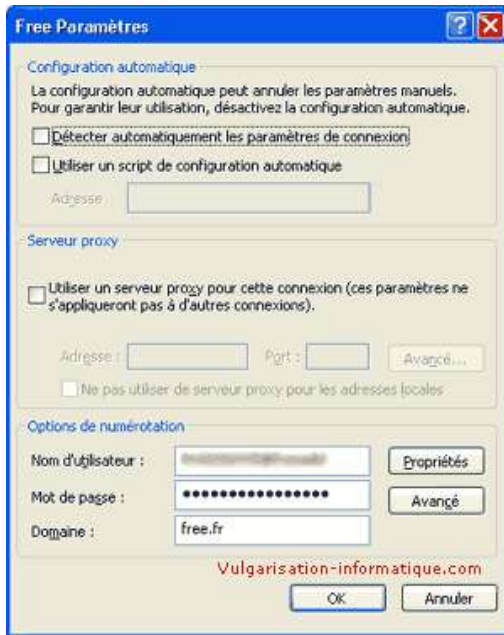 Free Paramètres
Configuration automatique
La configuration automatique peut annuler les paramètres manuels.
Pour garantir leur utilisation, désactivez la configuration automatique.
Détecter automatiquement les paramètres de connexion
Utiliser un script de configuration automatique
Adresse
Serveur proxy
Utiliser un serveur proxy pour cette connexion (ces paramètres ne
s'appliqueront pas à d'autres connexions).
Adresse : Port : Avancé...
Ne pas utiliser de serveur proxy pour les adresses locales
Options de numérotation
Nom d'utilisateur : Propriétés
Mot de passe : •••••••••••••••• Avancé
Domaine : free.fr
Vulgarisation-informatique.com
OK Annuler